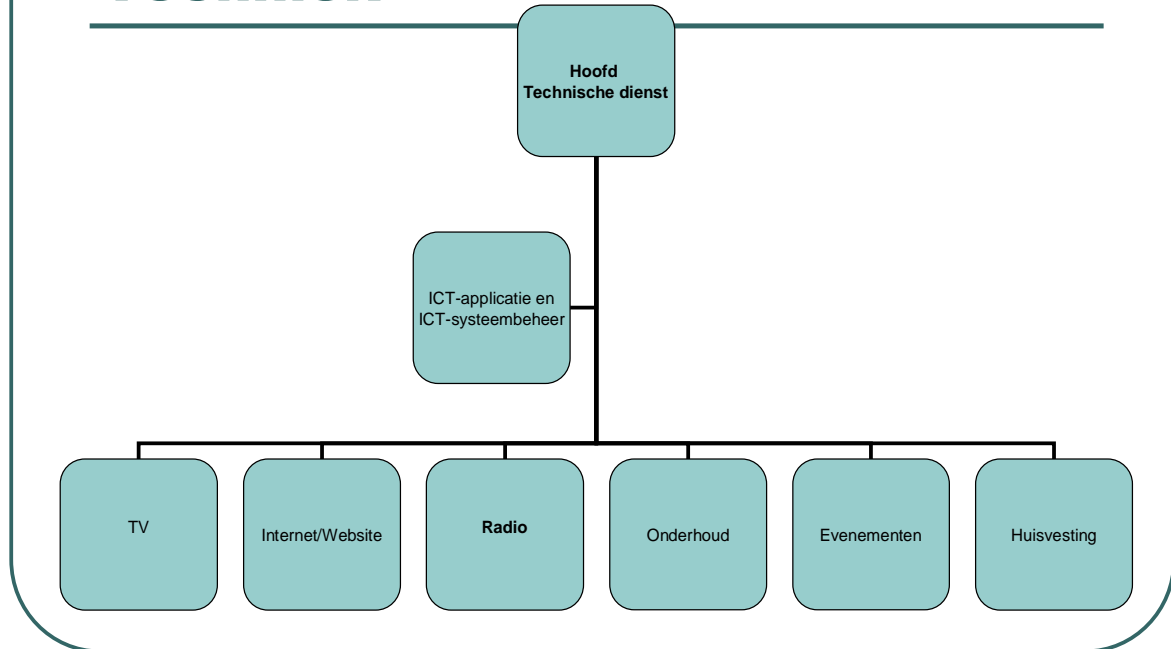 Hoofd
Technische dienst
ICT-applicatie en
ICT-systeembeheer
TV
Internet/Website
Radio
Onderhoud
Evenementen
Huisvesting